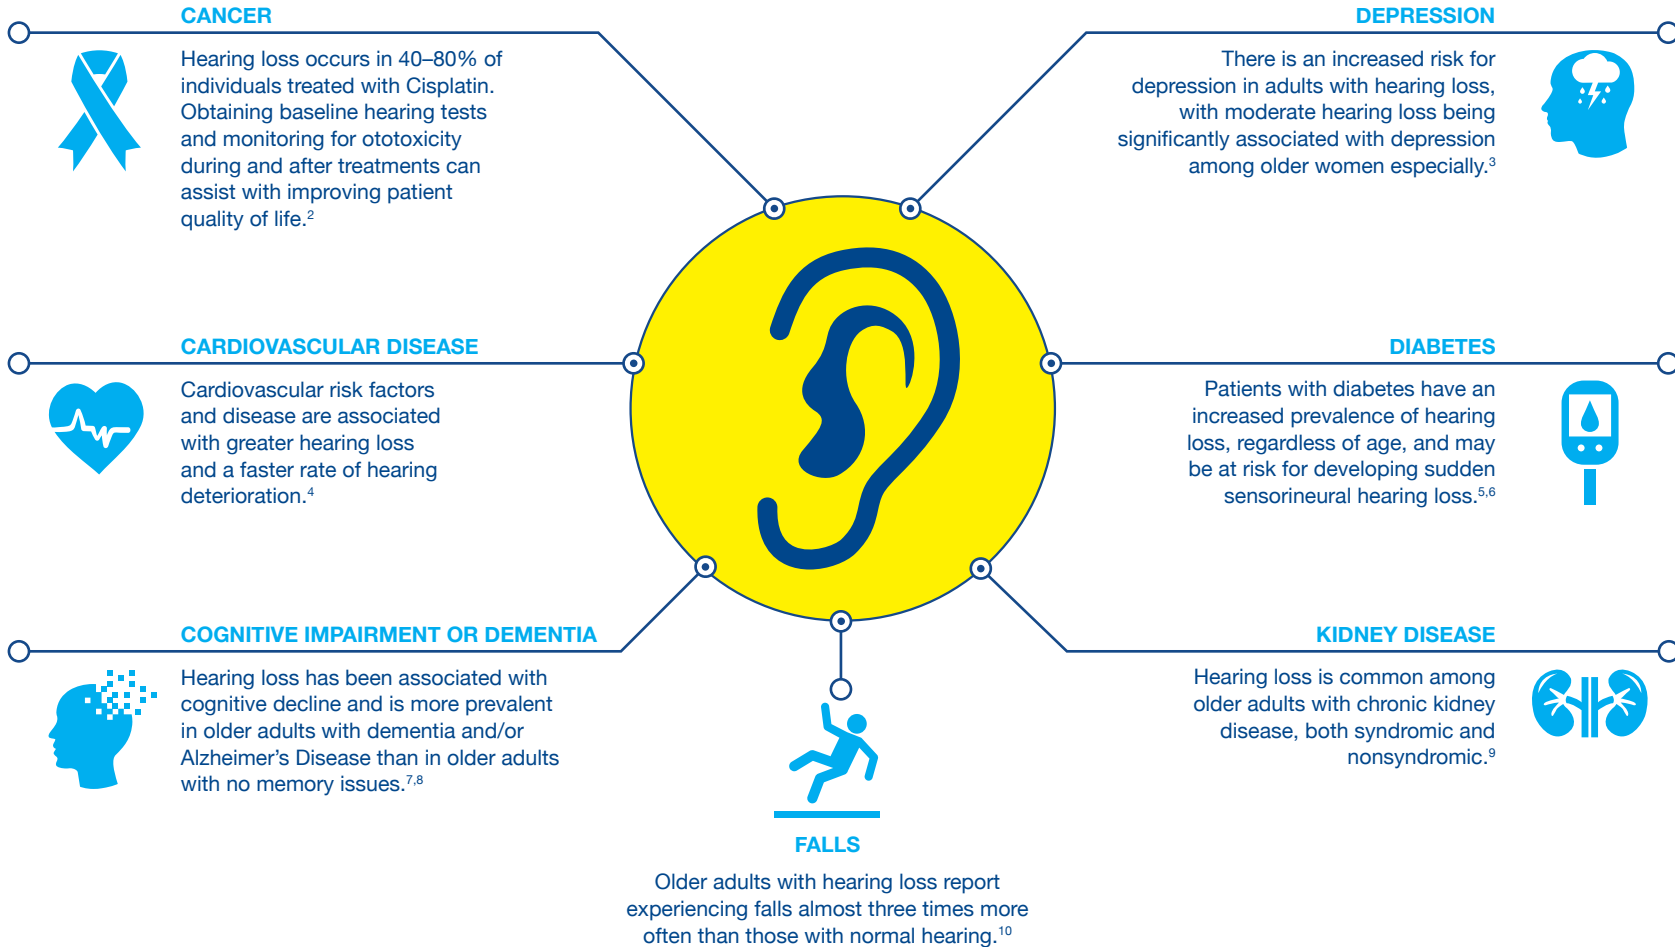 CANCER
Hearing loss occurs in 40–80% of
individuals treated with Cisplatin.
Obtaining baseline hearing tests
and monitoring for ototoxicity
during and after treatments can
assist with improving patient
quality of life.2
DEPRESSION
There is an increased risk for
depression in adults with hearing loss,
with moderate hearing loss being
significantly associated with depression
among older women especially.3
CARDIOVASCULAR DISEASE
Cardiovascular risk factors
and disease are associated
with greater hearing loss
and a faster rate of hearing
deterioration.4
DIABETES
Patients with diabetes have an
increased prevalence of hearing
loss, regardless of age, and may
be at risk for developing sudden
sensorineural hearing loss.5,6
COGNITIVE IMPAIRMENT OR DEMENTIA
Hearing loss has been associated with
cognitive decline and is more prevalent
in older adults with dementia and/or
Alzheimer’s Disease than in older adults
with no memory issues.7,8
KIDNEY DISEASE
Hearing loss is common among
older adults with chronic kidney
disease, both syndromic and
nonsyndromic.9
FALLS
Older adults with hearing loss report
experiencing falls almost three times more
often than those with normal hearing.10